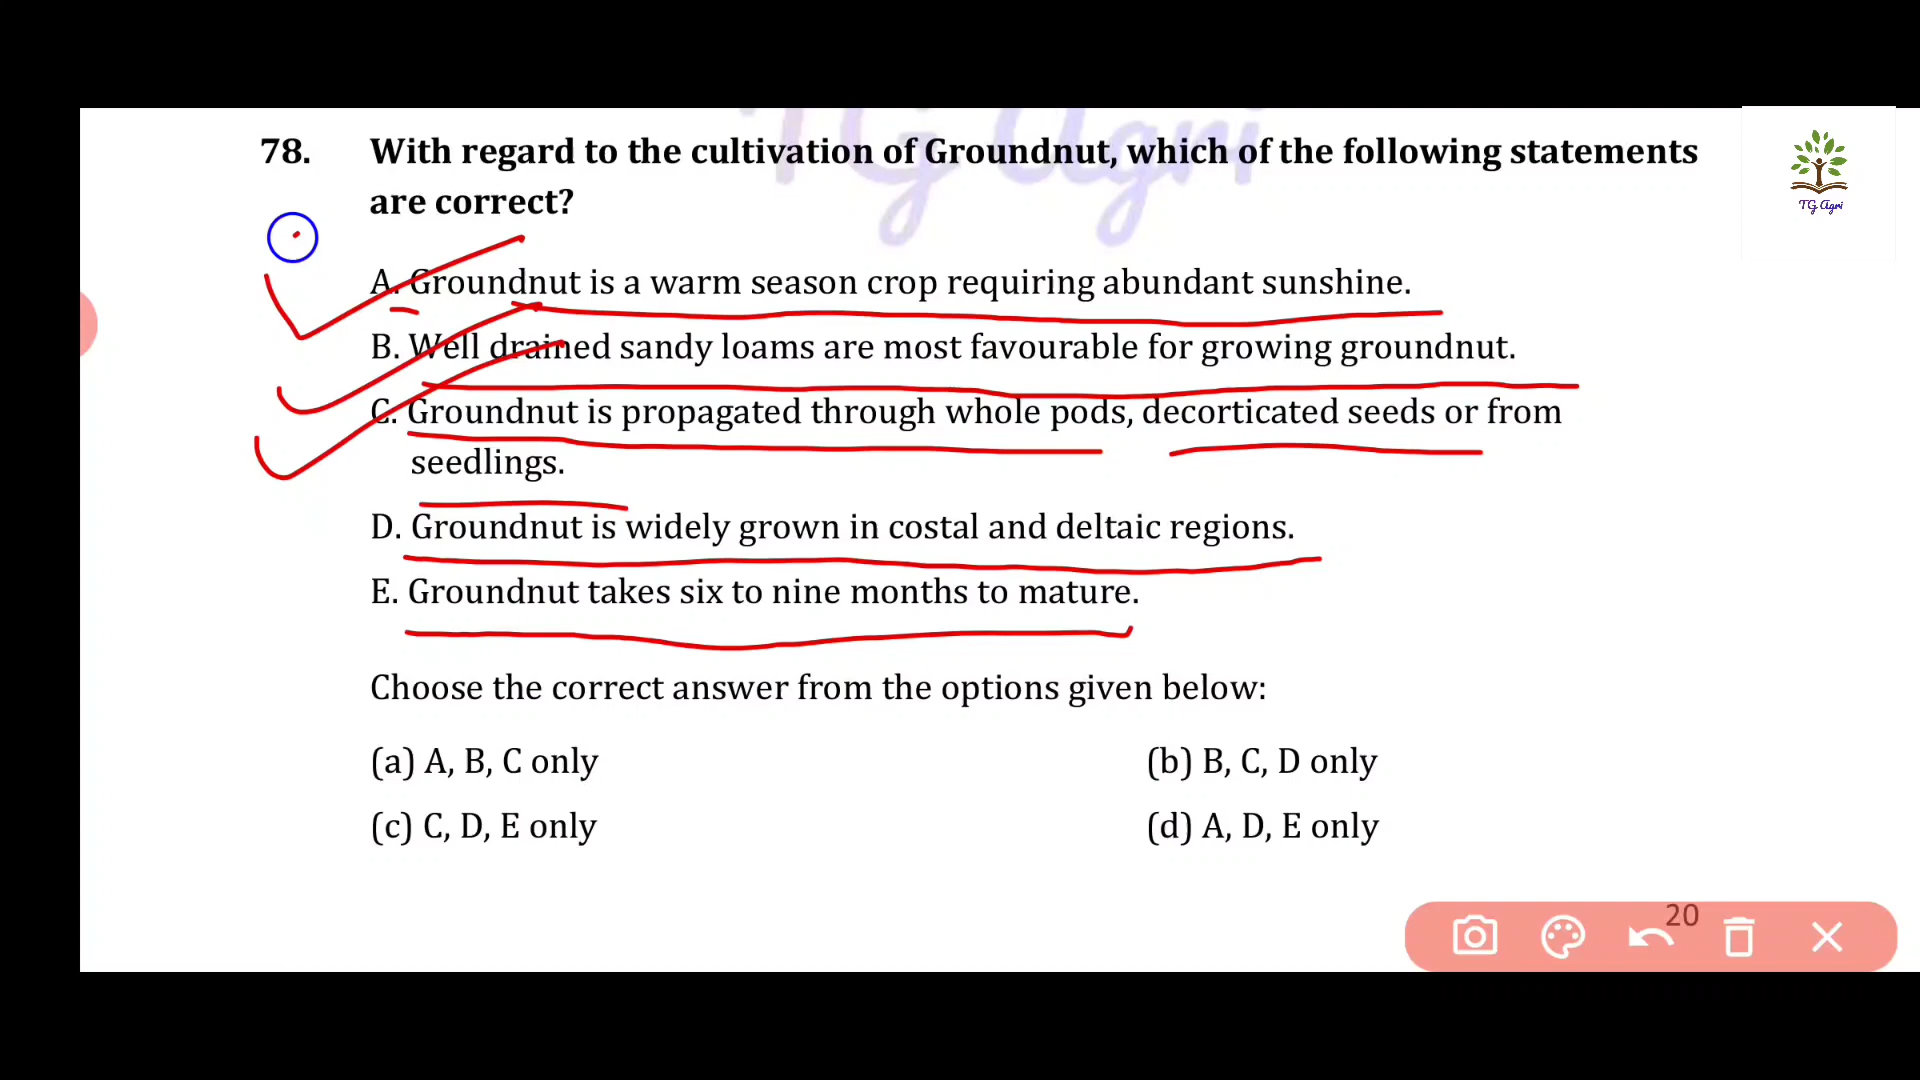 TG Agri
78. With regard to the cultivation of Groundnut, which of the following statements
are correct?
TG Agri
A. Groundnut is a warm season crop requiring abundant sunshine.
B. Well drained sandy loams are most favourable for growing groundnut.
C. Groundnut is propagated through whole pods, decorticated seeds or from
seedlings.
D. Groundnut is widely grown in costal and deltaic regions.
E. Groundnut takes six to nine months to mature.
Choose the correct answer from the options given below:
(a) A, B, C only (b) B, C, D only
(c) C, D, E only (d) A, D, E only
20